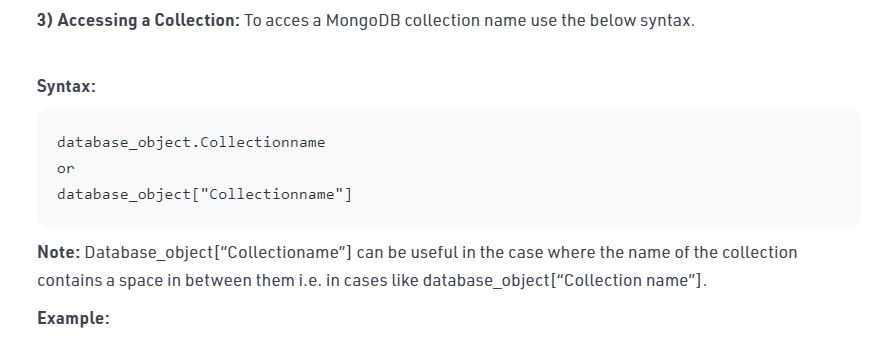 3) Accessing a Collection: To acces a MongoDB collection name use the below syntax.
Syntax:
database_object.Collectionname
or
database_object["Collectionname"]
Note: Database_object[“Collectioname”] can be useful in the case where the name of the collection
contains a space in between them i.e. in cases like database_object[“Collection name”].
Example: